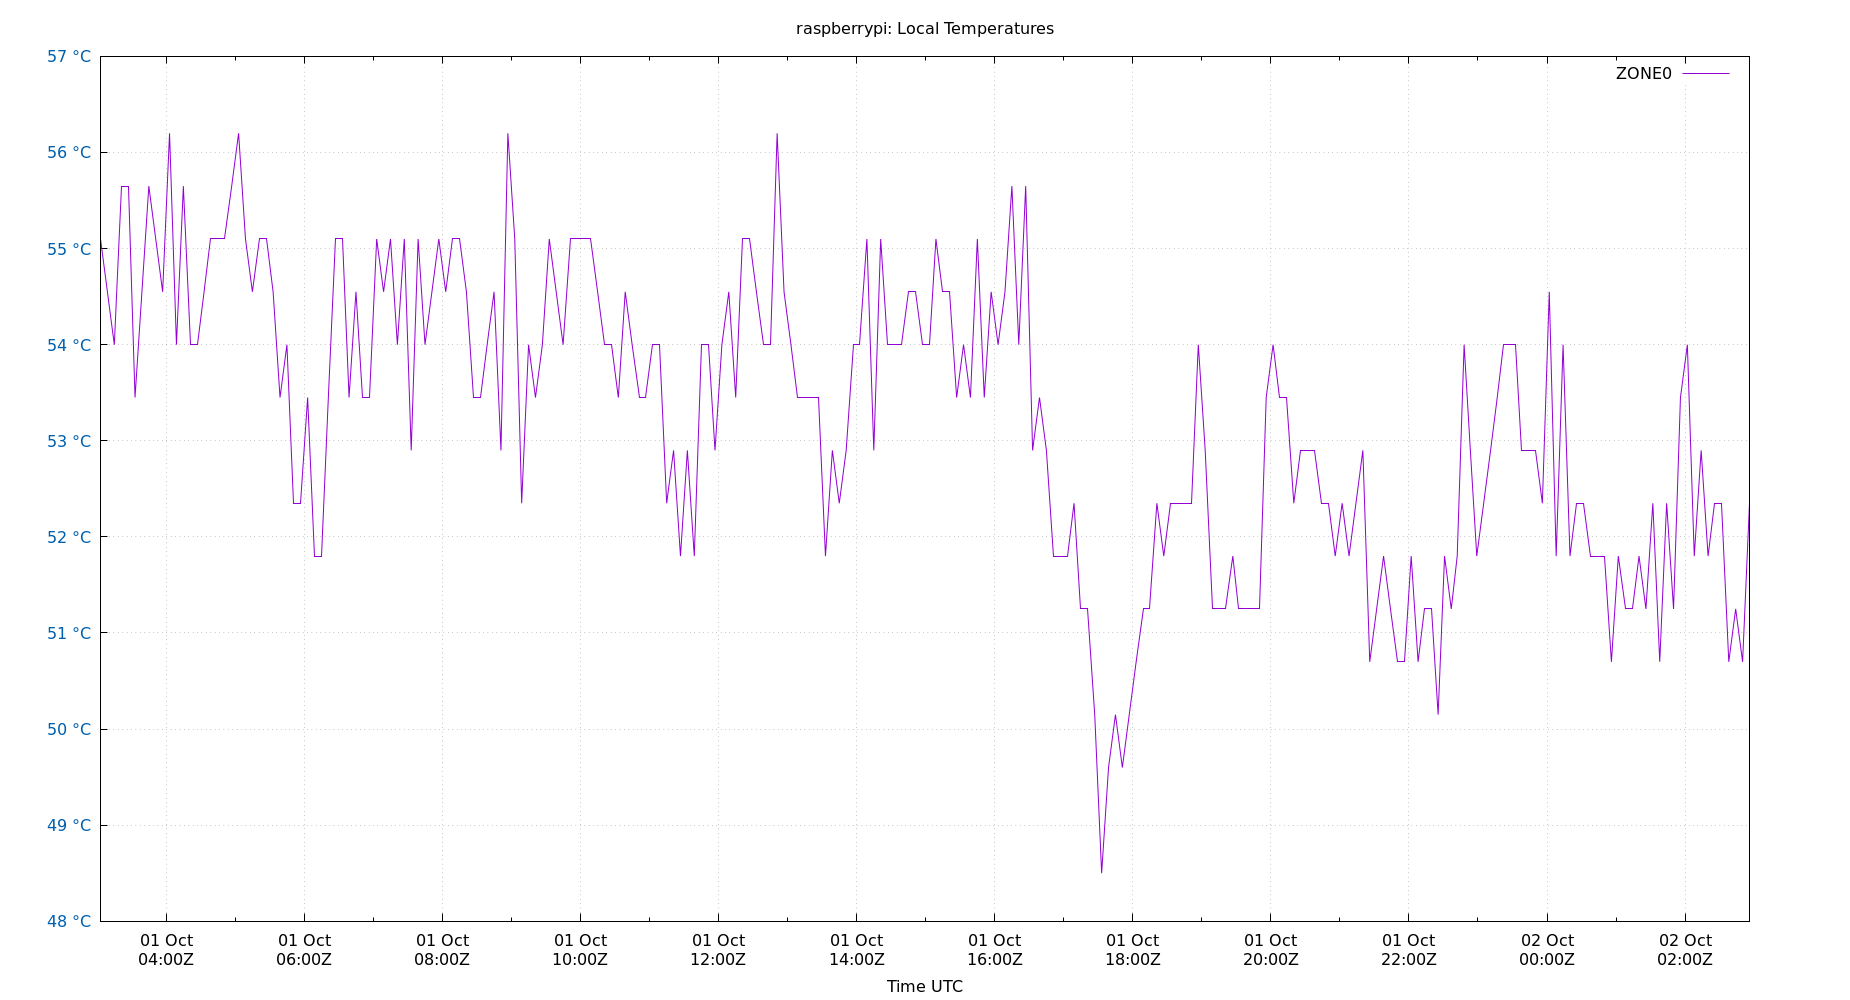 raspberrypi: Local Temperatures
57 °C
ZONE0
56 °C
55 °C
54 °C
53 °C
52 °C
51 °C
50 °C
49 °C
48 °C
01 Oct 01 Oct 01 Oct 01 Oct 01 Oct 01 Oct 01 Oct 01 Oct 01 Oct 01 Oct 02 Oct 02 Oct
04:00Z 06:00Z 08:00Z 10:00Z 12:00Z 14:00Z 16:00Z 18:00Z 20:00Z 22:00Z 00:00Z 02:00Z
Time UTC